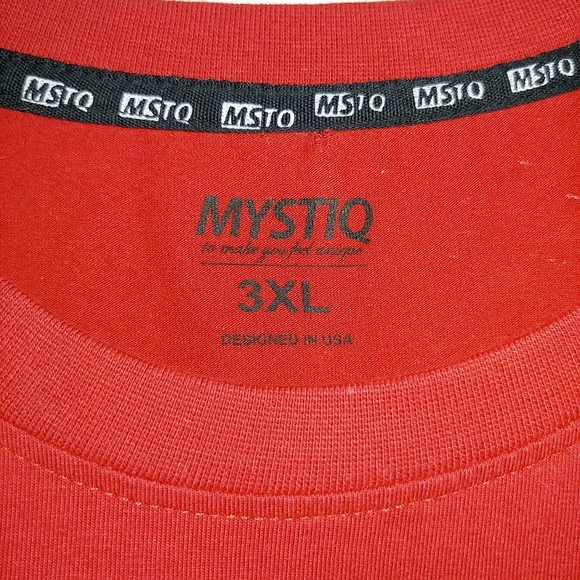 MSTQ MSTQ MSTQ MSTQ MSTQ MSTQ
MYSTIQ
to make you feel unique
3XL
DESIGNED IN USA